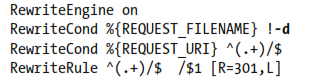 RewriteEngine on
RewriteCond %{REQUEST_FILENAME} !-d
RewriteCond %{REQUEST_URI} ^(.+)/$
RewriteRule ^(.+)/$ /$1 [R=301,L]